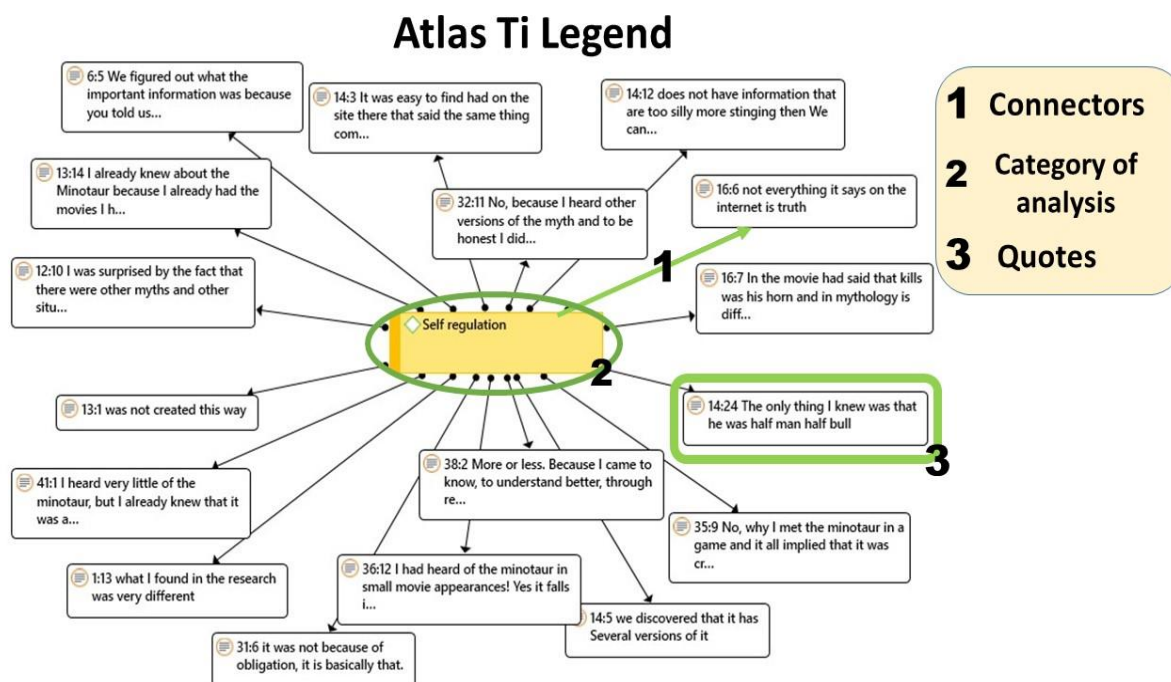 Atlas Ti Legend
6:5 We figured out what the
important information was because
you told us...
14:3 It was easy to find had on the
site there that said the same thing
com...
14:12 does not have information that
are too silly more stinging then We
can...
13:14 I already knew about the
Minotaur because I already had the
movies I h...
32:11 No, because I heard other
versions of the myth and to be
honest I did...
16:6 not everything it says on the
internet is truth
1
12:10 I was surprised by the fact that
there were other myths and other
situ...
16:7 In the movie had said that kills
was his horn and in mythology is
diff...
Self regulation
2
13:1 was not created this way
14:24 The only thing I knew was that
he was half man half bull
3
41:1 I heard very little of the
minotaur, but I already knew that it
was a...
38:2 More or less. Because I came to
know, to understand better, through
re...
35:9 No, why I met the minotaur in a
game and it all implied that it was
cr...
1:13 what I found in the research
was very different
36:12 I had heard of the minotaur in
small movie appearances! Yes it falls
i...
14:5 we discovered that it has
Several versions of it
31:6 it was not because of
obligation, it is basically that.
1 Connectors
2 Category of
analysis
3 Quotes